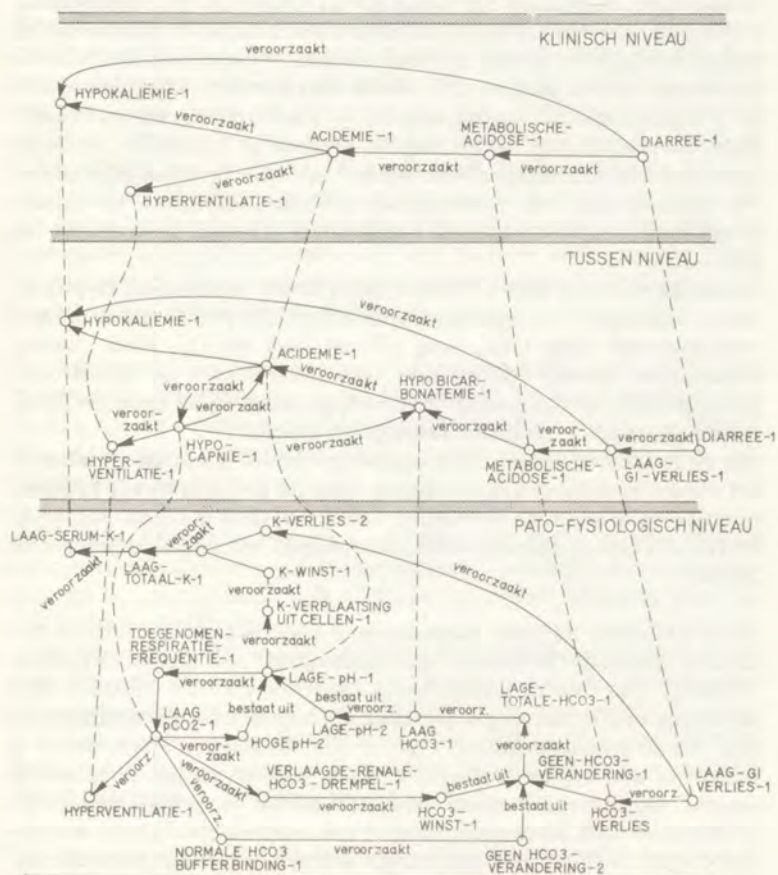 KLINISCH NIVEAU
veroorzaakt
HYPOKALIEMIE-1
veroorzaakt
ACIDEMIE-1
METABOLISCHE-
ACIDOSE-1
DIARREE-1
veroorzaakt
veroorzaakt
veroorzaakt
HYPERVENTILATIE-1
TUSSEN NIVEAU
veroorzaakt
HYPOKALIEMIE-1
ACIDEMIE-1
veroorzaakt
veroorzaakt
veroorzaakt
HYPO BICAR-
BONATEMIE-1
veroor-
zaakt
HYPO-
CAPNIE-1
veroorzaakt
veroorzaakt
veroor-
zaakt
veroorzaakt
DIARREE-1
HYPER-
VENTILATIE-1
METABOLISCHE-
ACIDOSE-1
LAAG-
GI-VERLIES-1
PATO-FYSIOLOGISCH NIVEAU
LAAG-SERUM-K-1
veroor-
zaakt
K-VERLIES-2
veroorzaakt
LAAG-
TOTAAL-K-1
K-WINST-1
veroorzaakt
veroorzaakt
K-VERPLAATSING
UIT CELLEN-1
TOEGENOMEN-
RESPIRATIE-
FREQUENTIE-1
veroorzaakt
veroorzaakt
LAGE-pH-1
LAGE-
TOTALE-HCO3-1
bestaat uit
veroorz.
veroorz.
LAAG
pCO2-1
bestaat uit
LAGE-pH-2
LAAG
HCO3-1
veroor-
zaakt
HOGE pH-2
veroorzaakt
veroorz.
veroorzaakt
VERLAAGDE-RENALE-
HCO3-DREMPEL-1
bestaat uit
GEEN-HCO3-
VERANDERING-1
LAAG-GI
VERLIES-1
HYPERVENTILATIE-1
veroorz.
veroorzaakt
HCO3-
WINST-1
bestaat uit
HCO3-
VERLIES
veroorz.
veroorzaakt
NORMALE HCO3
BUFFERBINDING-1
GEEN HCO3-
VERANDERING-2